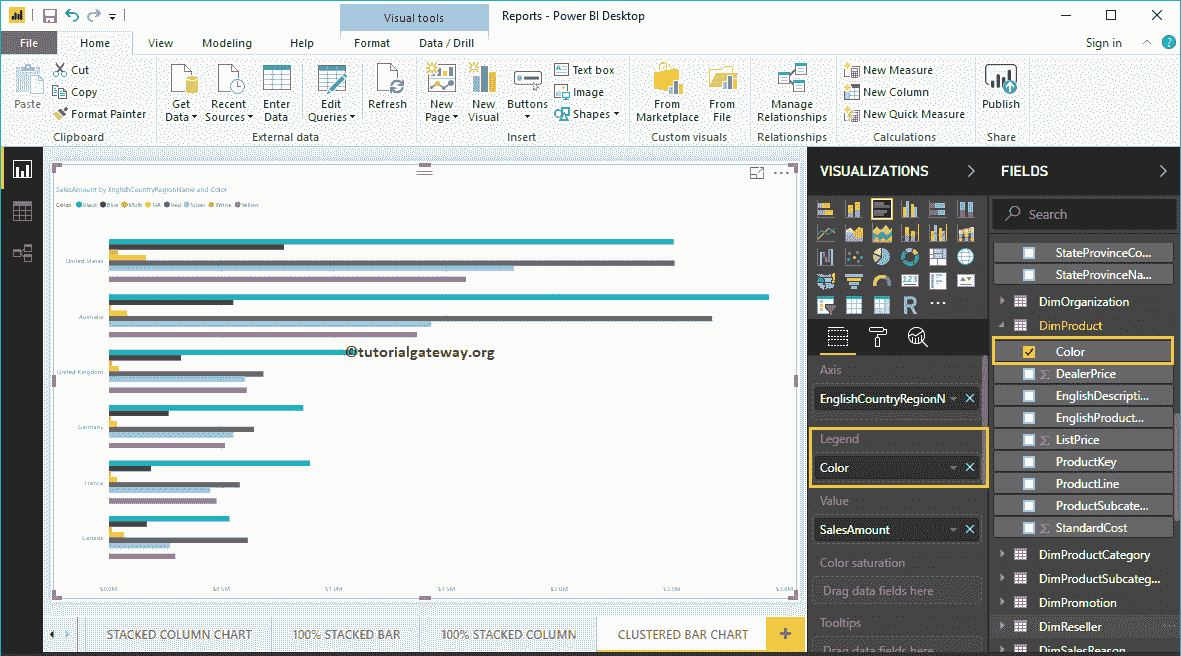 Visual tools
Reports - Power BI Desktop
File
Home
View
Modeling
Help
Format
Data / Drill
Sign in
Paste
Cut
Copy
Format Painter
Clipboard
Get Data
Recent Sources
Enter Data
Edit Queries
Refresh
External data
New Page
New Visual
Buttons
Text box
Image
Shapes
Insert
From Marketplace
From File
Custom visuals
Manage Relationships
Relationships
New Measure
New Column
New Quick Measure
Calculations
Publish
Share
SalesAmount by EnglishCountryRegionName and Color
Color Black Blue Multi NA Red Silver White Yellow
United States
Australia
United Kingdom
Germany
France
Canada
©tutorialgateway.org
$0.0M $0.5M $1.0M $1.5M $2.0M $2.5M $3.0M
STACKED COLUMN CHART
100% STACKED BAR
100% STACKED COLUMN
CLUSTERED BAR CHART
+
VISUALIZATIONS
123
R
Axis
EnglishCountryRegionN
Legend
Color
Value
SalesAmount
Color saturation
Drag data fields here
Tooltips
Drag data fields here
FIELDS
Search
StateProvinceCo...
StateProvinceNa...
DimOrganization
DimProduct
Color
Σ DealerPrice
EnglishDescripti...
EnglishProduct...
Σ ListPrice
ProductKey
ProductLine
ProductSubcate...
Σ StandardCost
DimProductCategory
DimProductSubcateg...
DimPromotion
DimReseller
DimSalesReason